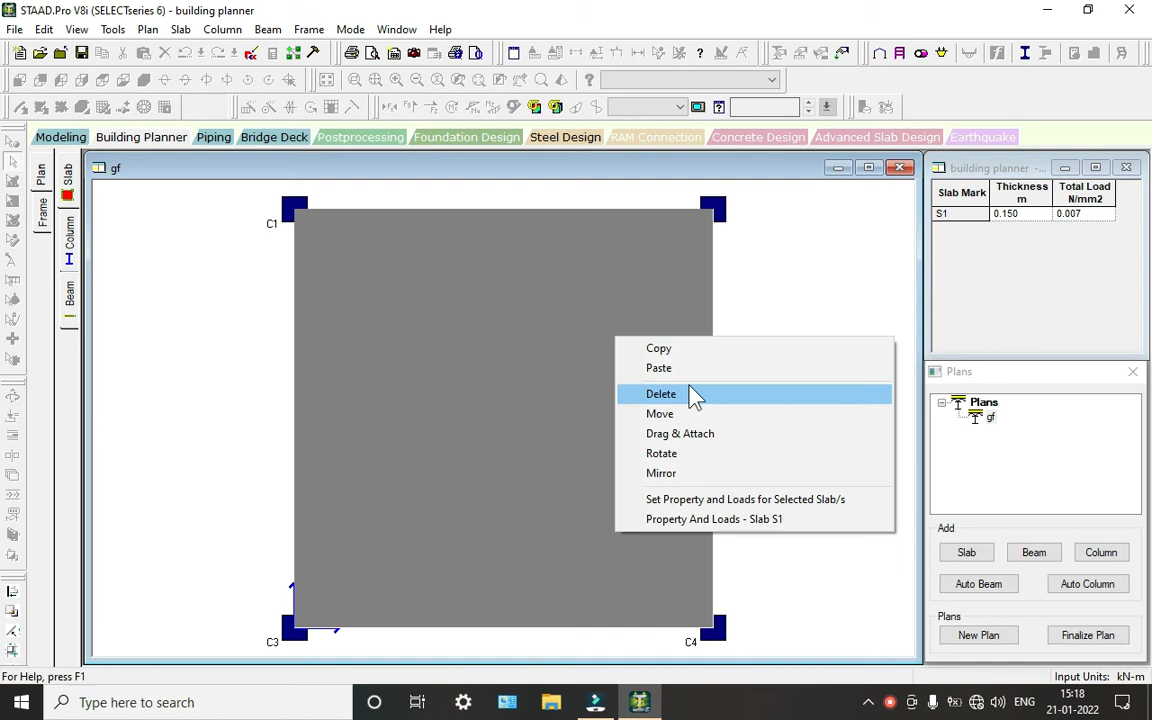 STAAD.Pro V8i (SELECTseries 6) - building planner
File Edit View Tools Plan Slab Column Beam Frame Mode Window Help
Modeling Building Planner Piping Bridge Deck Postprocessing Foundation Design Steel Design RAM Connection Concrete Design Advanced Slab Design Earthquake
Plan
Frame
Slab
Column
Beam
gf
C1
C3
C4
Copy
Paste
Delete
Move
Drag & Attach
Rotate
Mirror
Set Property and Loads for Selected Slab/s
Property And Loads - Slab S1
building planner -...
Slab Mark Thickness m Total Load N/mm2
S1 0.150 0.007
Plans
Plans
gf
Add
Slab Beam Column
Auto Beam Auto Column
Plans
New Plan Finalize Plan
For Help, press F1
Input Units: kN-m
Type here to search
ENG
15:18
21-01-2022